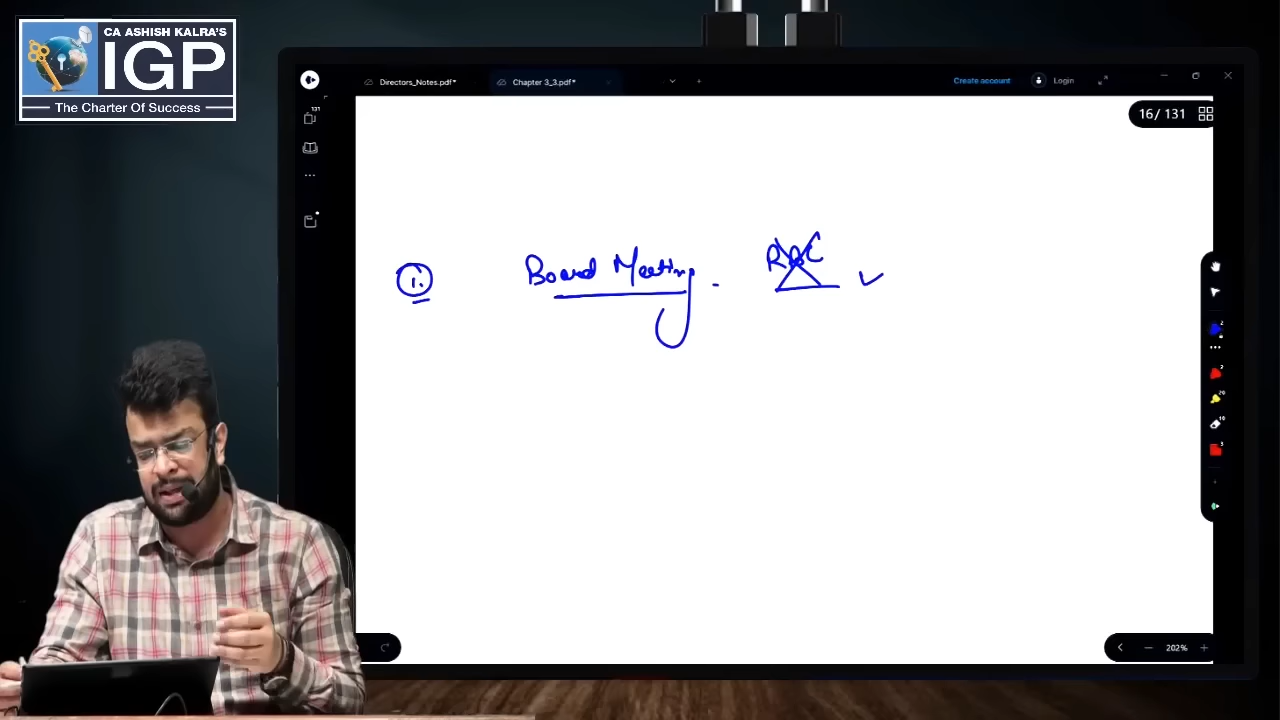 CA ASHISH KALRA'S
IGP
The Charter Of Success
Directors_Notes.pdf*
Chapter 3_3.pdf*
Create account
Login
131
16/ 131
1.
Board Meeting.
202%